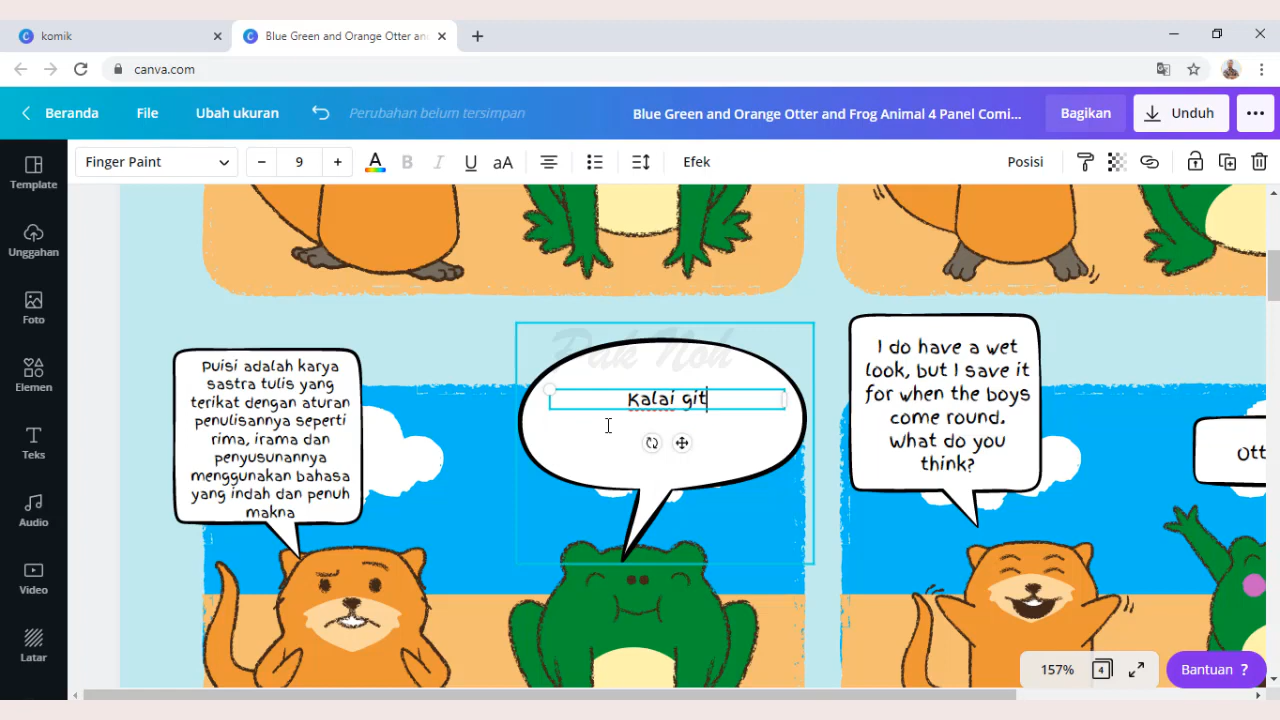 komik
Blue Green and Orange Otter and
canva.com
Beranda
File
Ubah ukuran
Perubahan belum tersimpan
Blue Green and Orange Otter and Frog Animal 4 Panel Comi...
Bagikan
Unduh
Finger Paint
9
A
B
I
U
aA
Efek
Posisi
Template
Unggahan
Foto
Elemen
Teks
Audio
Video
Latar
Pak Noh
Puisi adalah karya
sastra tulis yang
terikat dengan aturan
penulisannya seperti
rima, irama dan
penyusunannya
menggunakan bahasa
yang indah dan penuh
makna
Kalai git
I do have a wet
look, but I save it
for when the boys
come round.
What do you
think?
Ott
157%
4
Bantuan ?